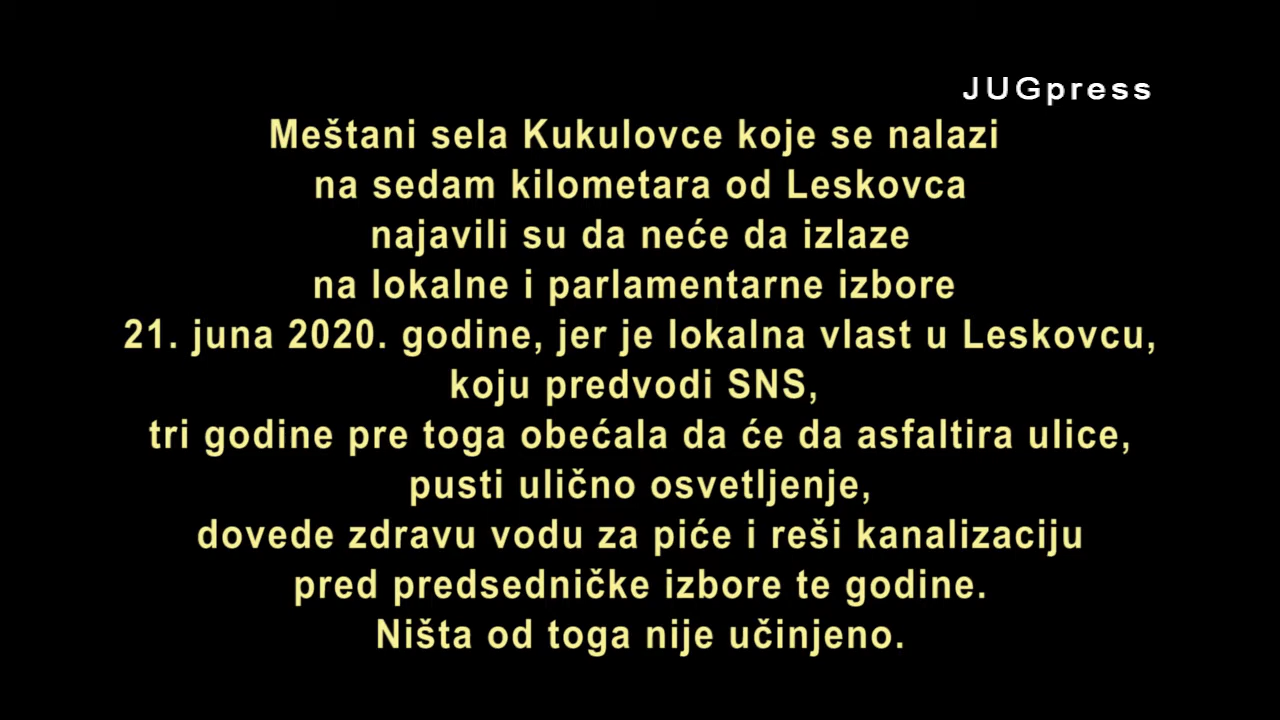 JUGpress
Meštani sela Kukulovce koje se nalazi
na sedam kilometara od Leskovca
najavili su da neće da izlaze
na lokalne i parlamentarne izbore
21. juna 2020. godine, jer je lokalna vlast u Leskovcu,
koju predvodi SNS,
tri godine pre toga obećala da će da asfaltira ulice,
pusti ulično osvetljenje,
dovede zdravu vodu za piće i reši kanalizaciju
pred predsedničke izbore te godine.
Ništa od toga nije učinjeno.